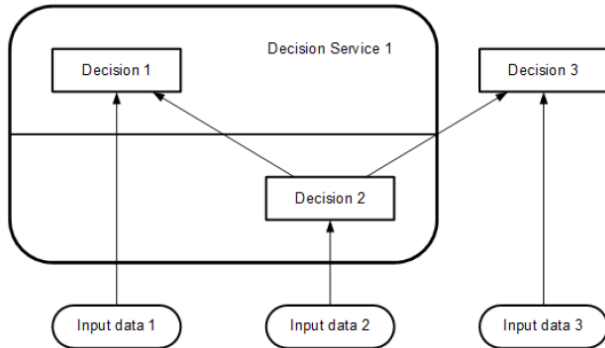 Decision Service 1
Decision 1
Decision 3
Decision 2
Input data 1
Input data 2
Input data 3